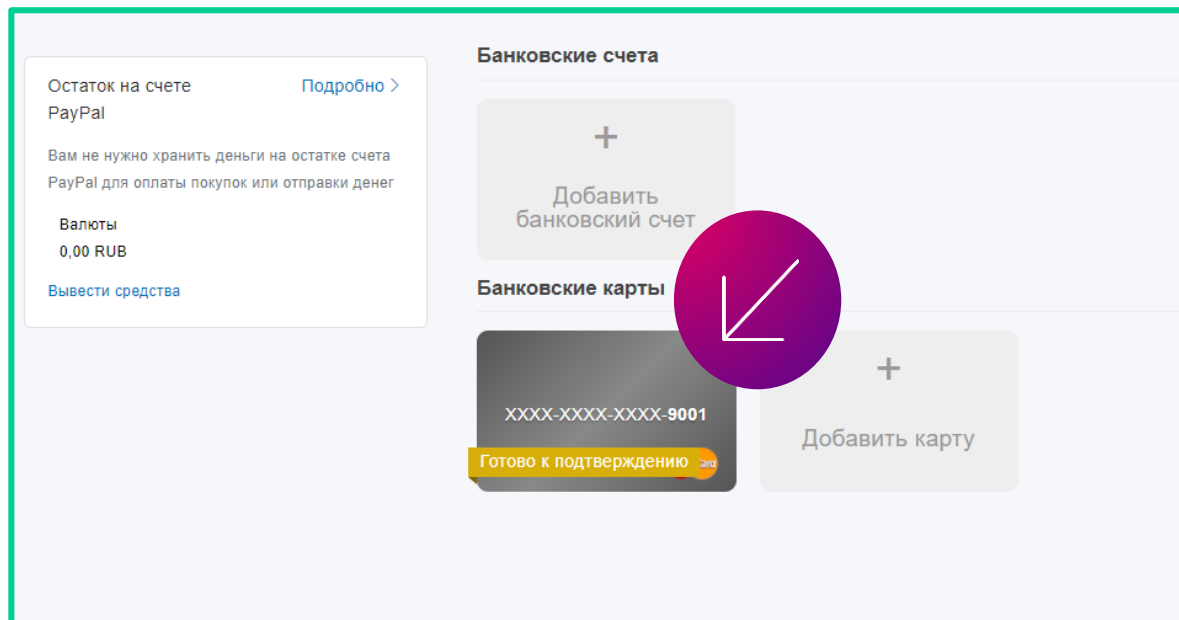 Остаток на счете
PayPal
Подробно >
Вам не нужно хранить деньги на остатке счета
PayPal для оплаты покупок или отправки денег
Валюты
0,00 RUB
Вывести средства
Банковские счета
+
Добавить
банковский счет
Банковские карты
XXXX-XXXX-XXXX-9001
Готово к подтверждению
+
Добавить карту